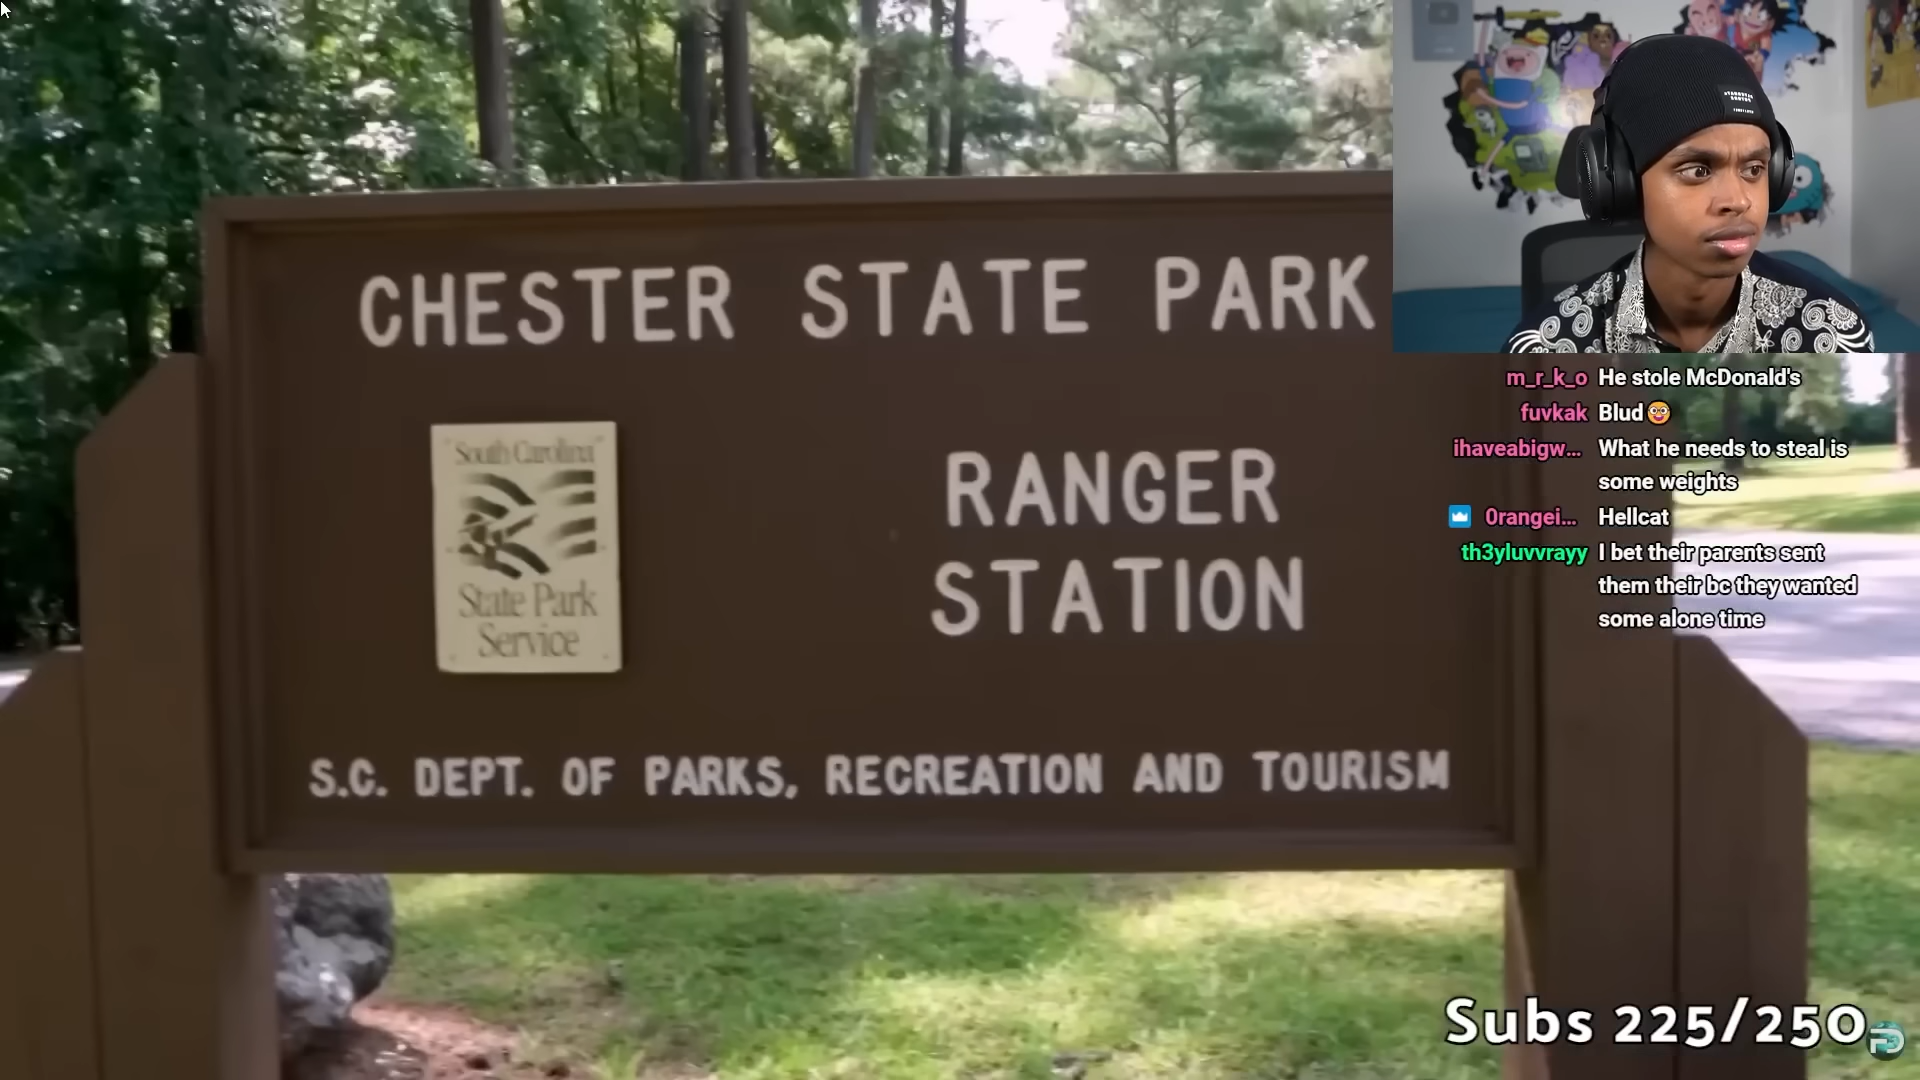 CHESTER STATE PARK
South Carolina
State Park
Service
RANGER
STATION
S.C. DEPT. OF PARKS, RECREATION AND TOURISM
m_r_k_o He stole McDonald's
fuvkak Blud🤓
ihaveabigw... What he needs to steal is
some weights
0rangei... Hellcat
th3yluvvrayy I bet their parents sent
them their bc they wanted
some alone time
Subs 225/250